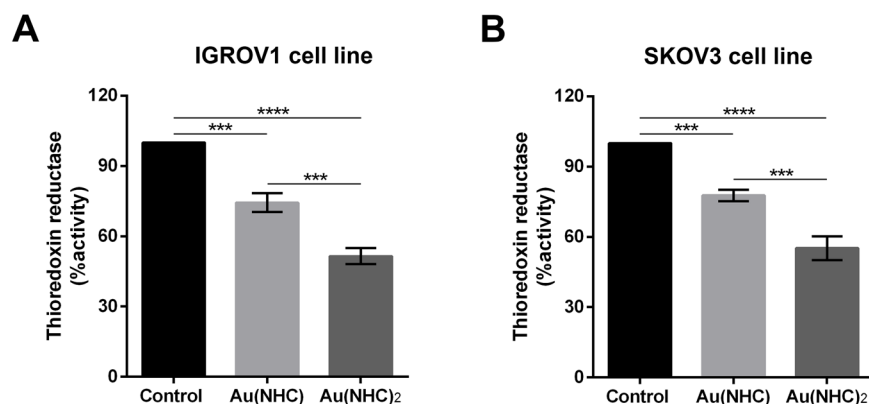 A
IGROV1 cell line
Thioredoxin reductase
(%activity)
120
90
60
30
0
****
***
***
Control
Au(NHC)
Au(NHC)2
B
SKOV3 cell line
Thioredoxin reductase
(%activity)
120
90
60
30
0
****
***
***
Control
Au(NHC)
Au(NHC)2